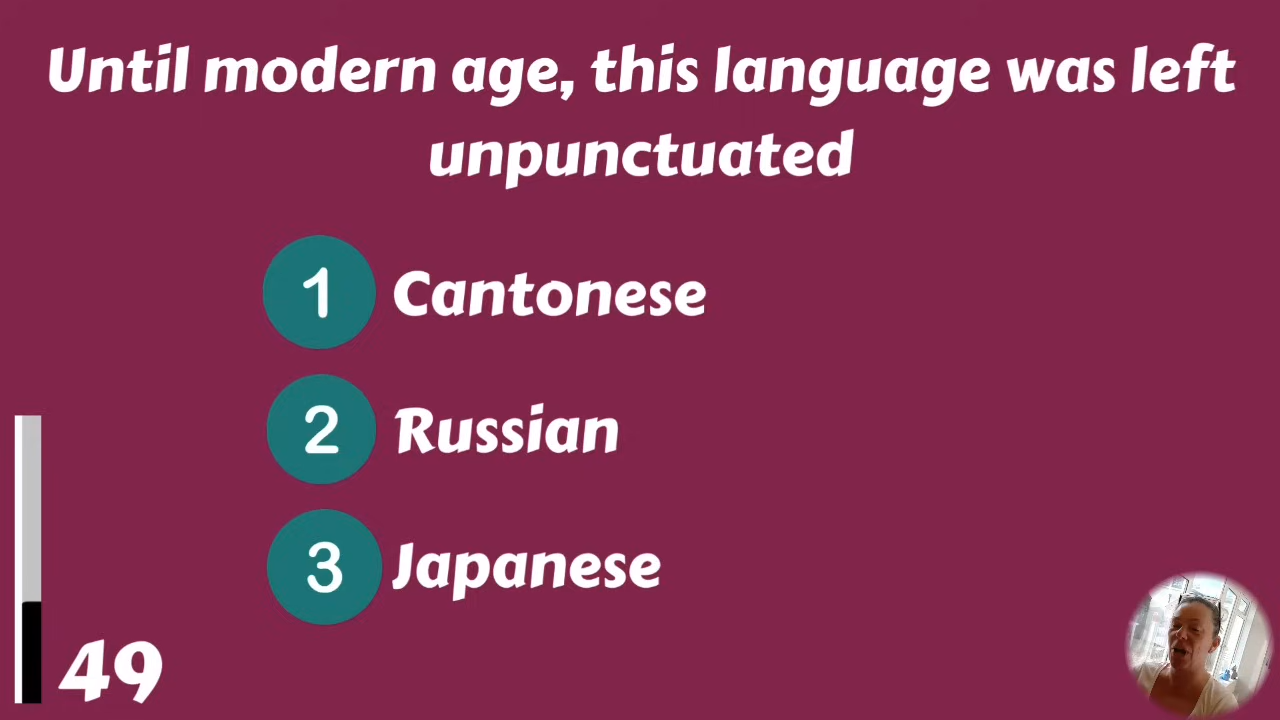 Until modern age, this language was left
unpunctuated
1 Cantonese
2 Russian
3 Japanese
49